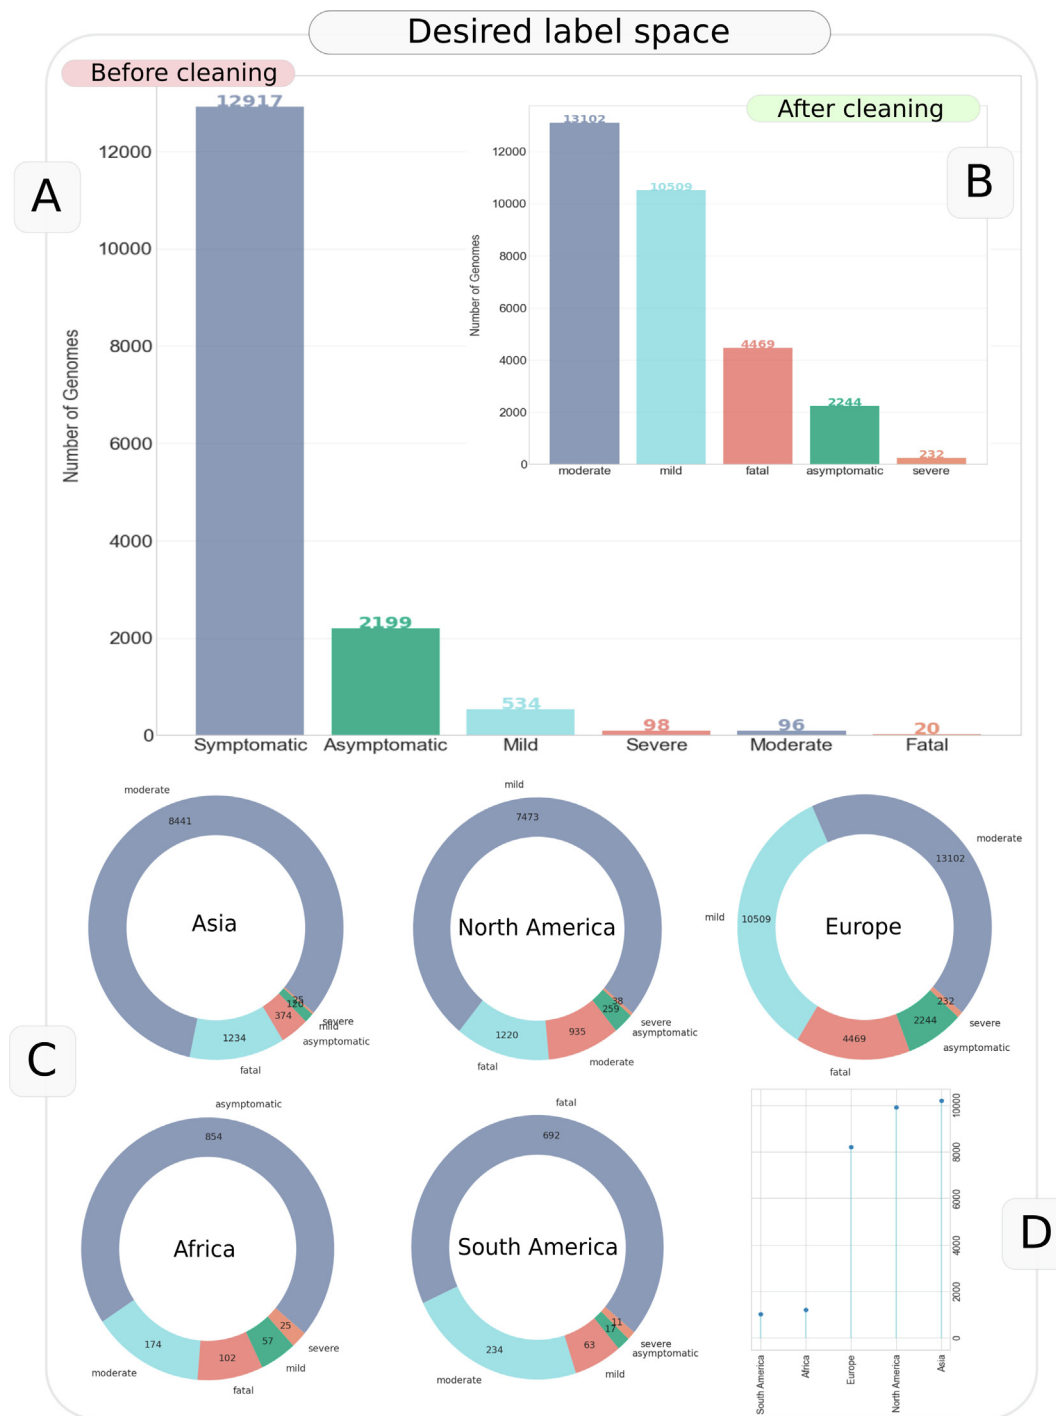 Desired label space
Before cleaning
A
12917
2199
534
98
96
20
12000
10000
8000
6000
4000
2000
0
Number of Genomes
Symptomatic Asymptomatic Mild Severe Moderate Fatal
After cleaning
B
13102
10509
4469
2244
232
12000
10000
8000
6000
4000
2000
0
Number of Genomes
moderate mild fatal asymptomatic severe
C
moderate
8441
Asia
25
120
374
1234
severe
mild
asymptomatic
fatal
mild
7473
North America
38
259
935
1220
severe
asymptomatic
moderate
fatal
moderate
13102
mild
10509
Europe
232
2244
4469
severe
asymptomatic
fatal
asymptomatic
854
Africa
25
57
102
174
severe
mild
fatal
moderate
fatal
692
South America
11
17
63
234
severe
asymptomatic
mild
moderate
D
10000
8000
6000
4000
2000
0
South America
Africa
Europe
North America
Asia